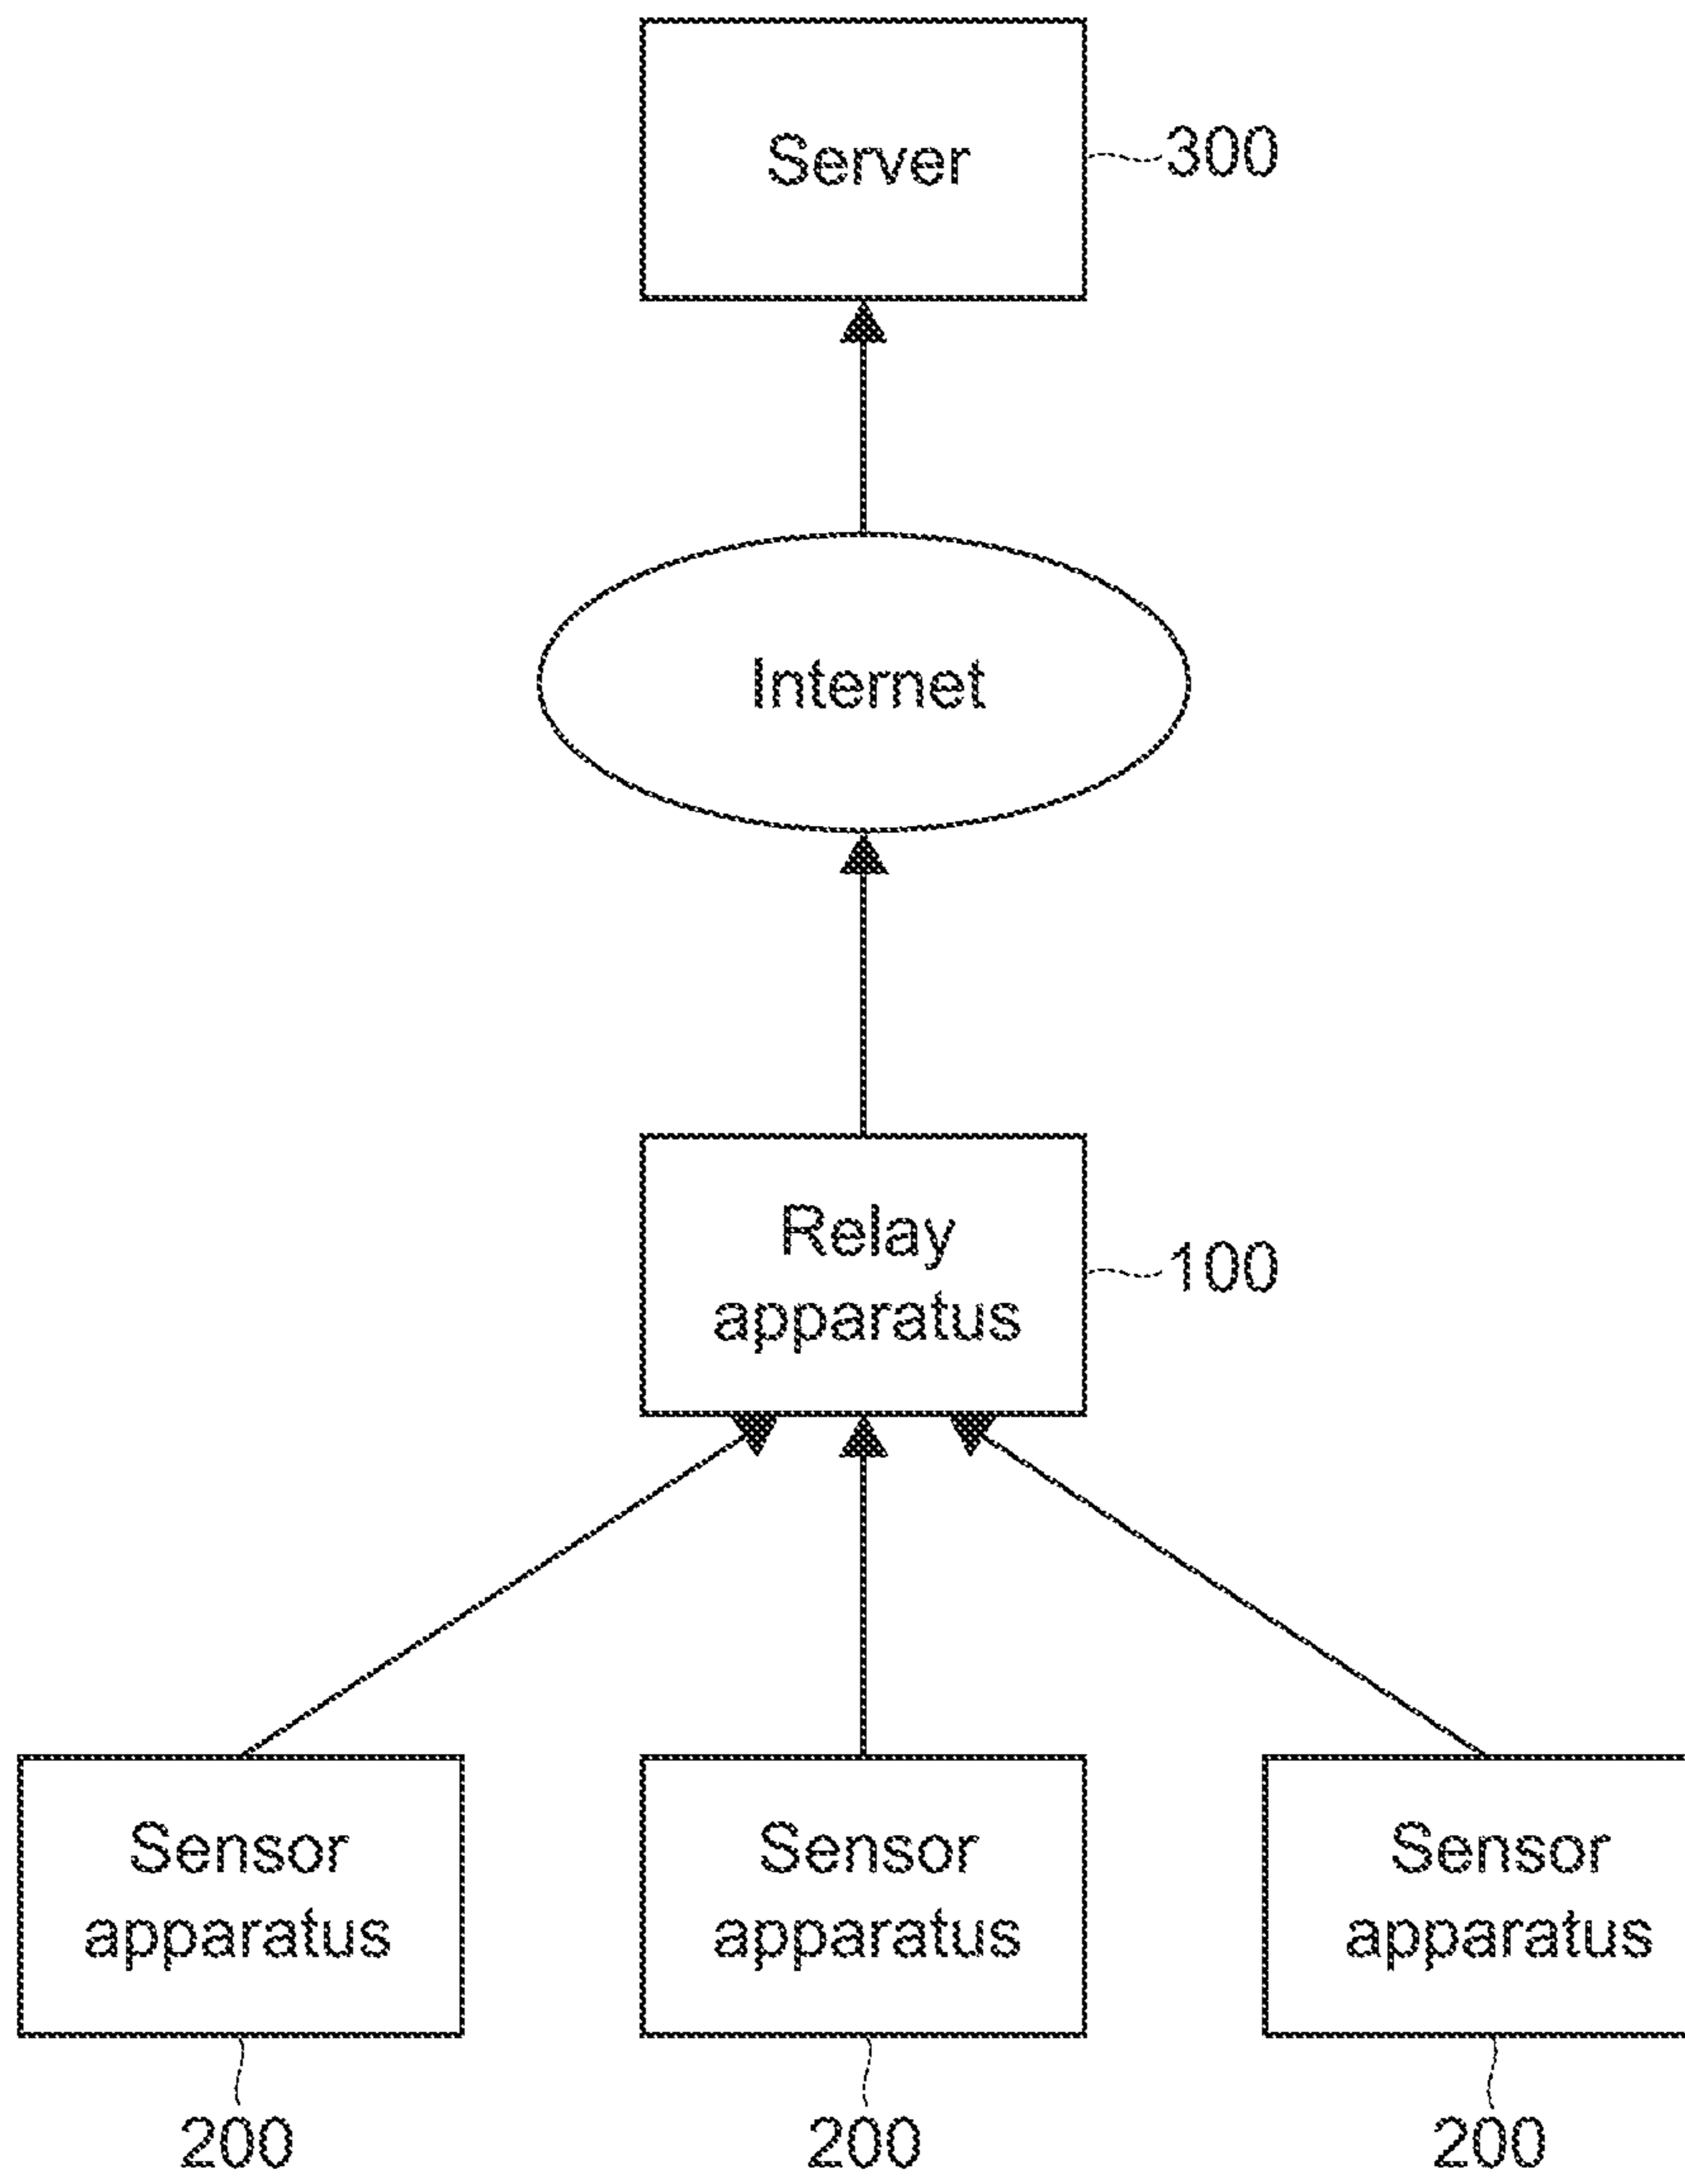 Server
300
Internet
Relay
apparatus
100
Sensor
apparatus
Sensor
apparatus
Sensor
apparatus
200
200
200